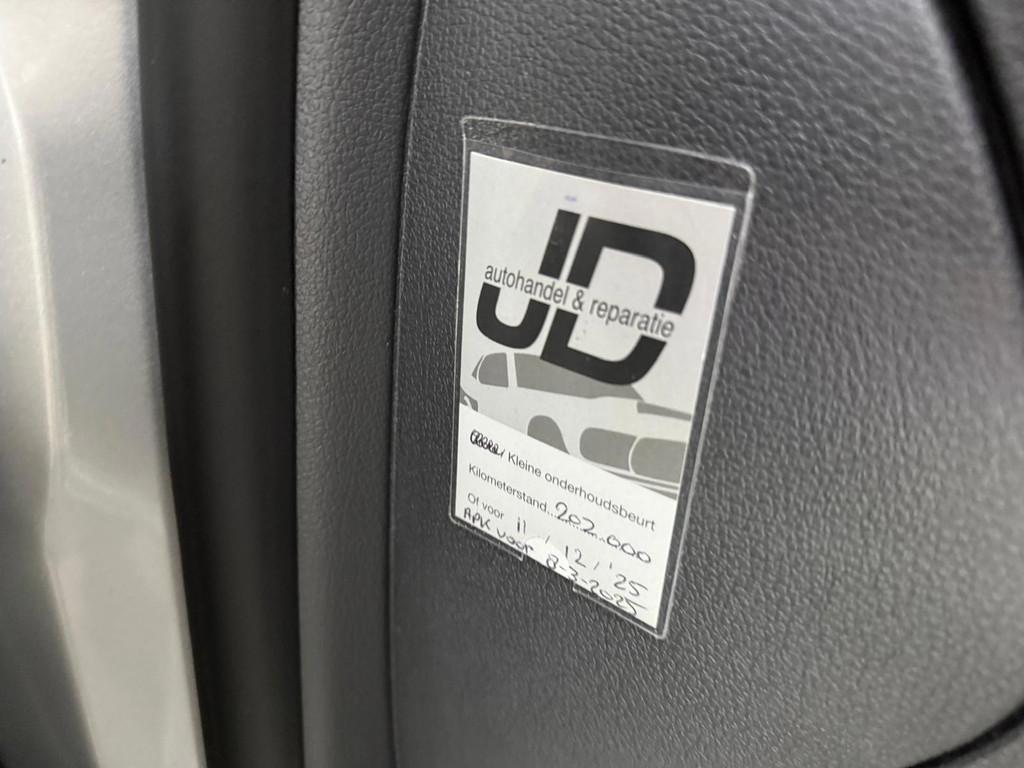 JD
autohandel & reparatie
/ Kleine onderhoudsbeurt
Kilometerstand...202.000
Of voor 11 / 12 / '25
APK voor 8-3-2025